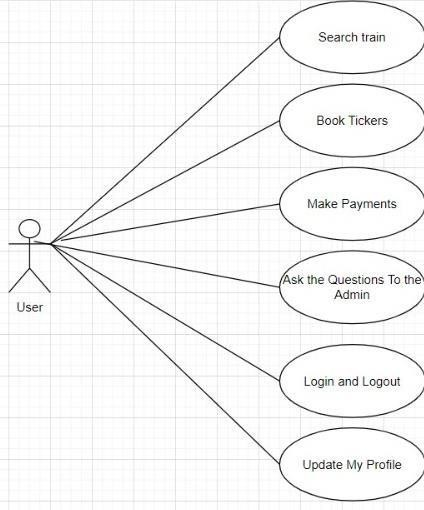 Search train
Book Tickers
Make Payments
Ask the Questions To the
Admin
User
Login and Logout
Update My Profile